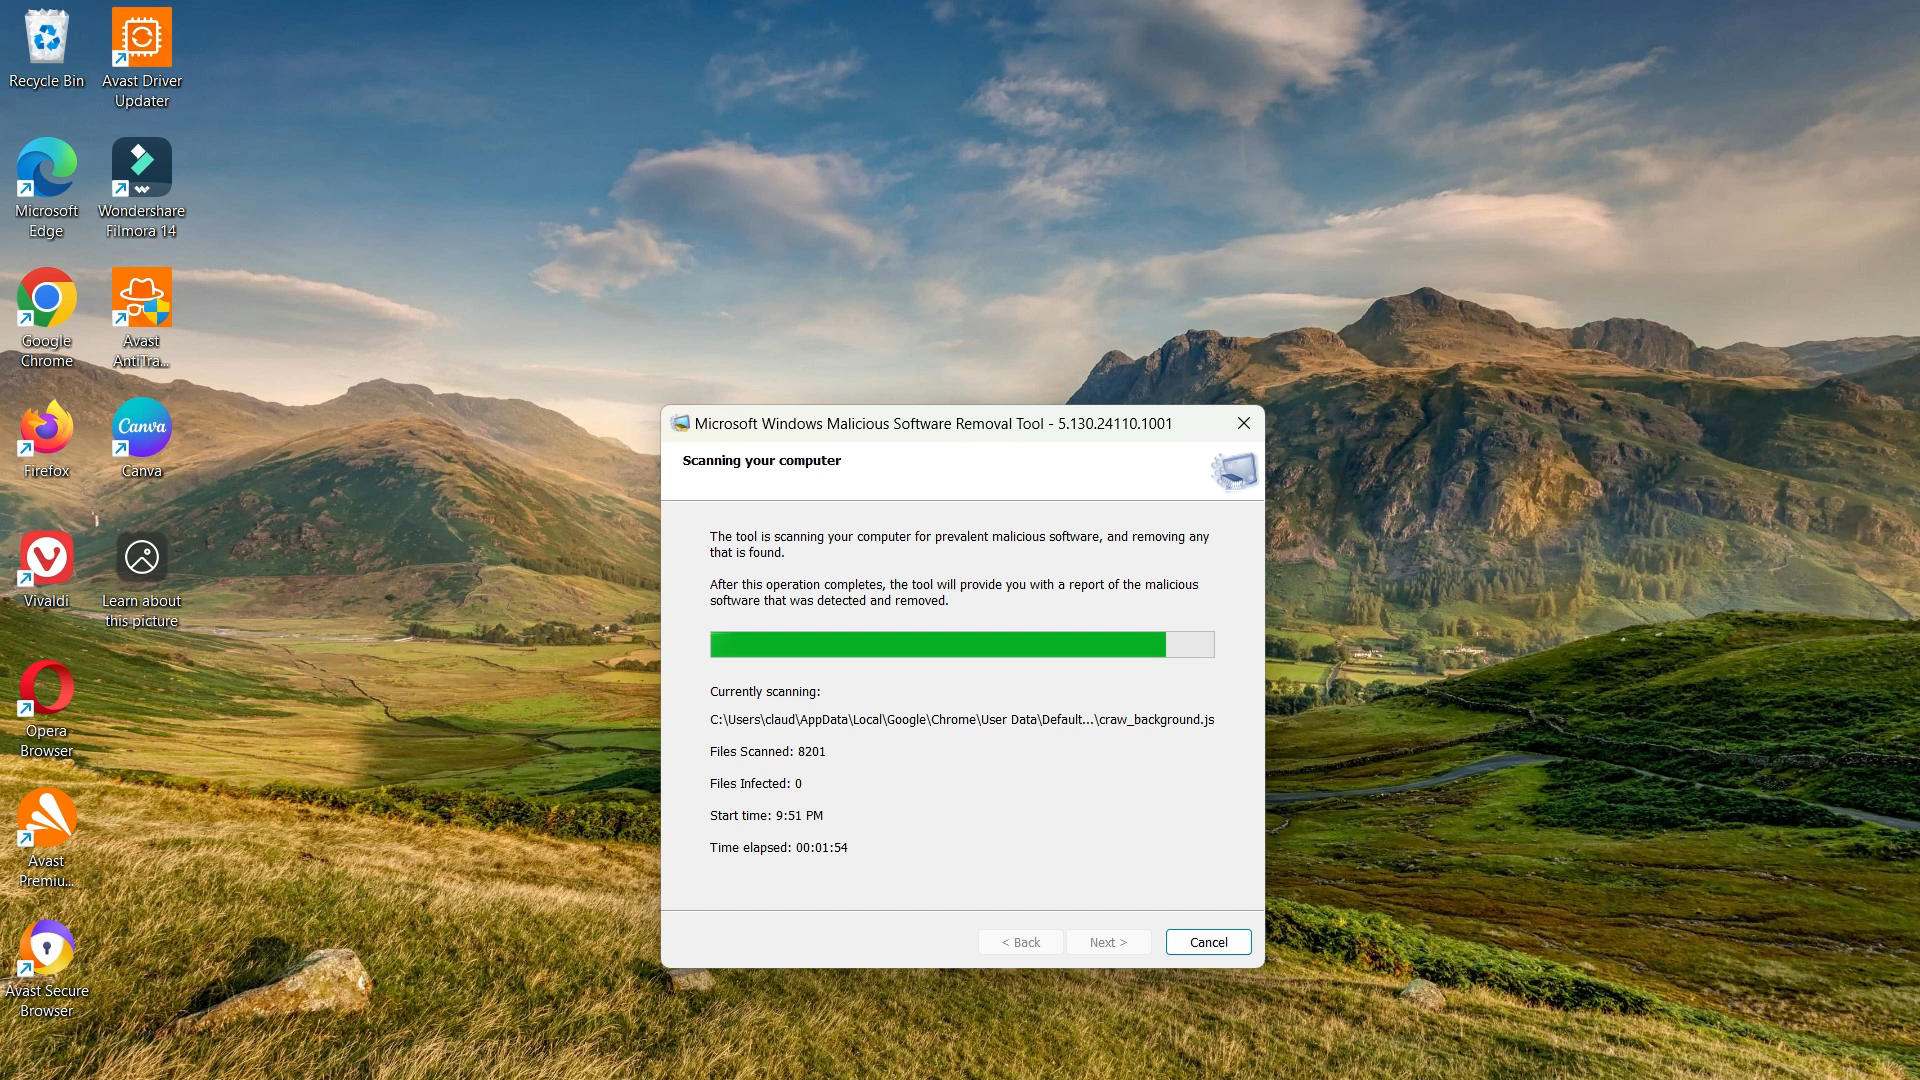 Recycle Bin
Avast Driver
Updater
Microsoft
Edge
Wondershare
Filmora 14
Google
Chrome
Avast
AntiTra...
Firefox
Canva
Canva
Vivaldi
Learn about
this picture
Opera
Browser
Avast
Premiu...
Avast Secure
Browser
Microsoft Windows Malicious Software Removal Tool - 5.130.24110.1001
Scanning your computer
The tool is scanning your computer for prevalent malicious software, and removing any
that is found.
After this operation completes, the tool will provide you with a report of the malicious
software that was detected and removed.
Currently scanning:
C:\Users\claud\AppData\Local\Google\Chrome\User Data\Default...\craw_background.js
Files Scanned: 8201
Files Infected: 0
Start time: 9:51 PM
Time elapsed: 00:01:54
< Back
Next >
Cancel